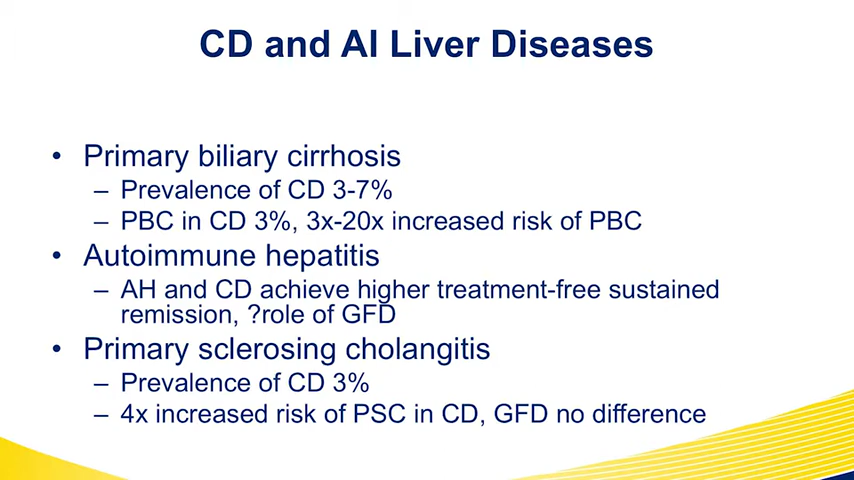 CD and AI Liver Diseases
• Primary biliary cirrhosis
– Prevalence of CD 3-7%
– PBC in CD 3%, 3x-20x increased risk of PBC
• Autoimmune hepatitis
– AH and CD achieve higher treatment-free sustained
remission, ?role of GFD
• Primary sclerosing cholangitis
– Prevalence of CD 3%
– 4x increased risk of PSC in CD, GFD no difference